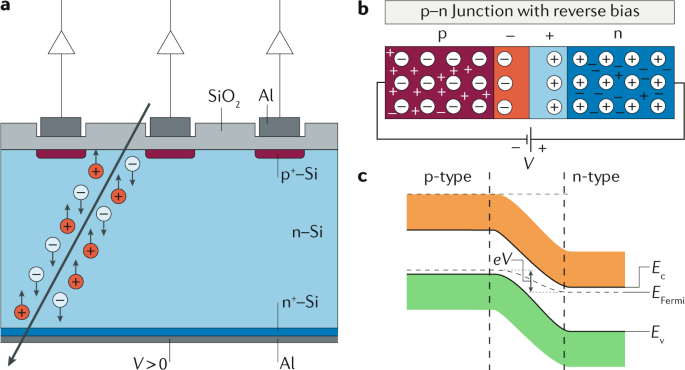 a
SiO2
Al
p+–Si
n–Si
n+–Si
V>0
Al
b
p–n Junction with reverse bias
p
–
+
n
–
+
V
c
p-type
n-type
eV
Ec
EFermi
Ev